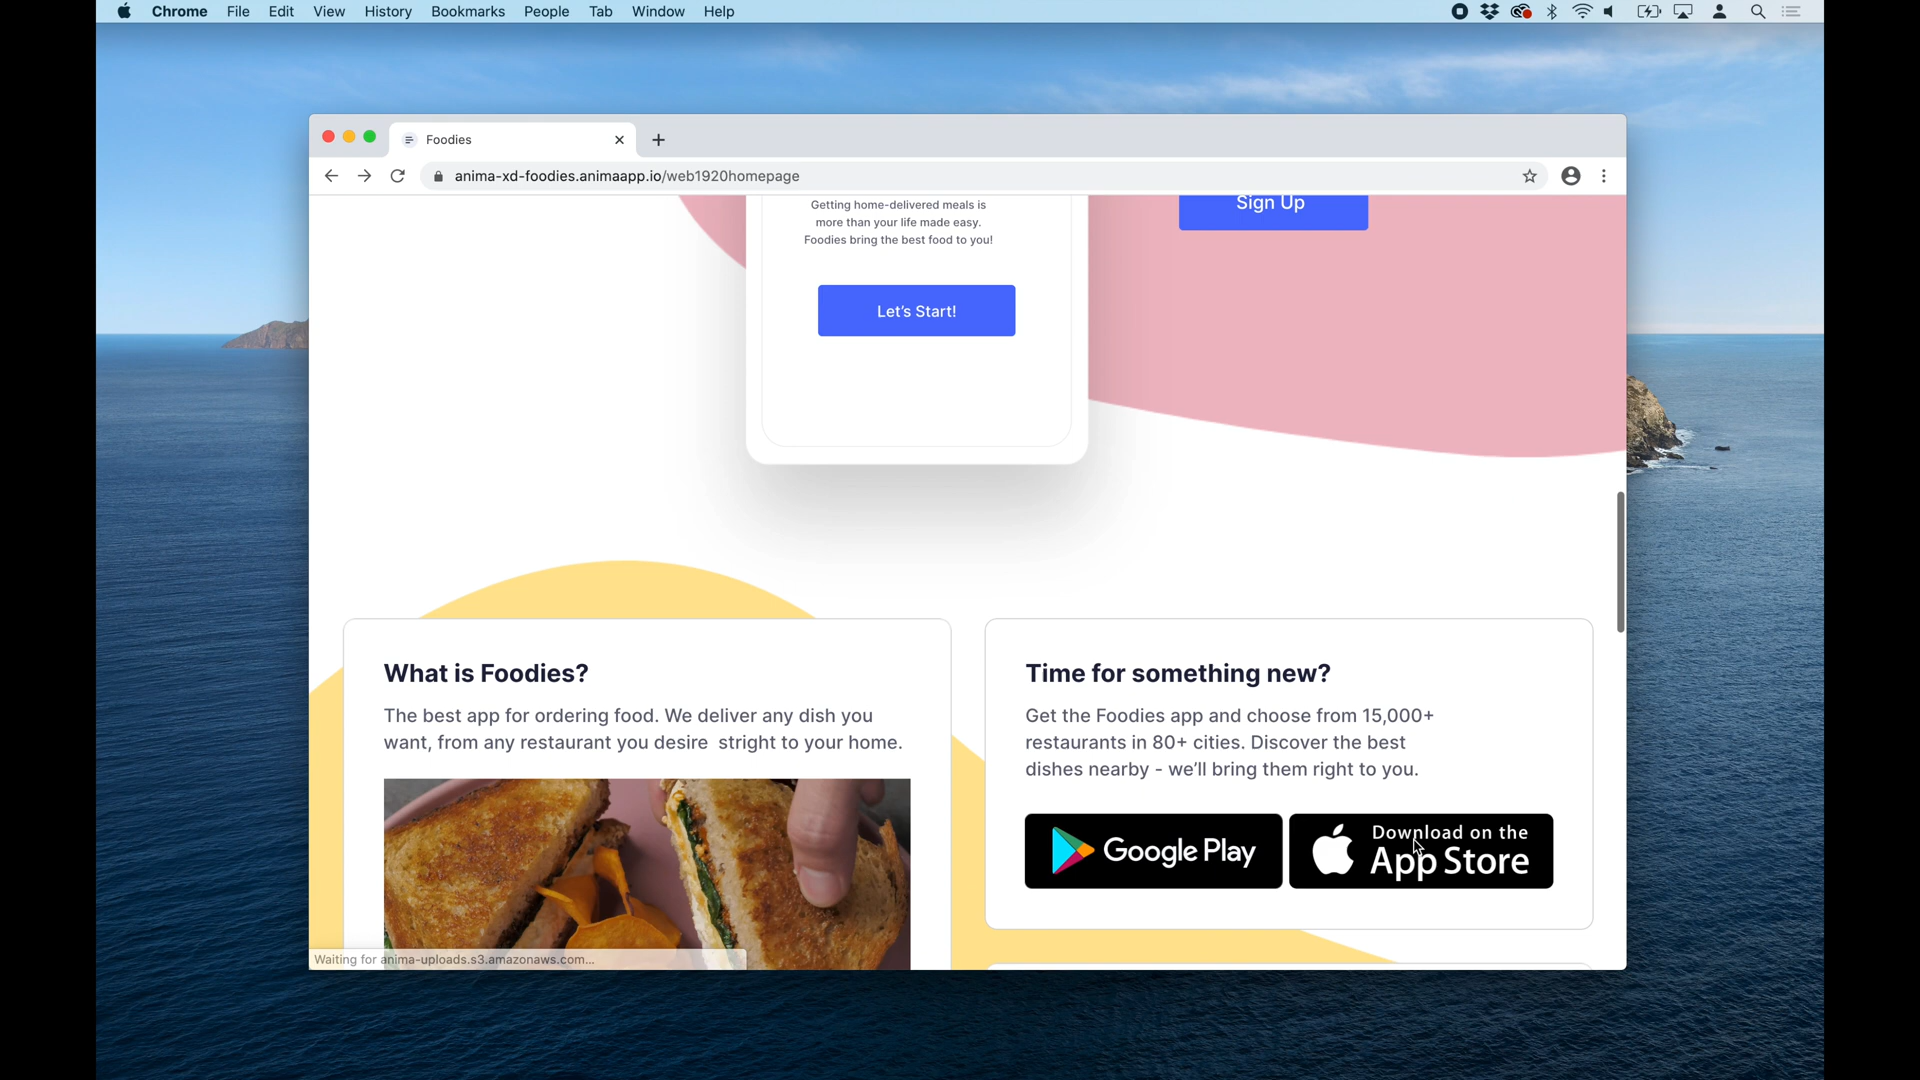 Chrome File Edit View History Bookmarks People Tab Window Help
Foodies
anima-xd-foodies.animaapp.io/web1920homepage
Getting home-delivered meals is
more than your life made easy.
Foodies bring the best food to you!
Sign Up
Let's Start!
What is Foodies?
The best app for ordering food. We deliver any dish you
want, from any restaurant you desire stright to your home.
Time for something new?
Get the Foodies app and choose from 15,000+
restaurants in 80+ cities. Discover the best
dishes nearby - we'll bring them right to you.
Google Play
Download on the
App Store
Waiting for anima-uploads.s3.amazonaws.com...